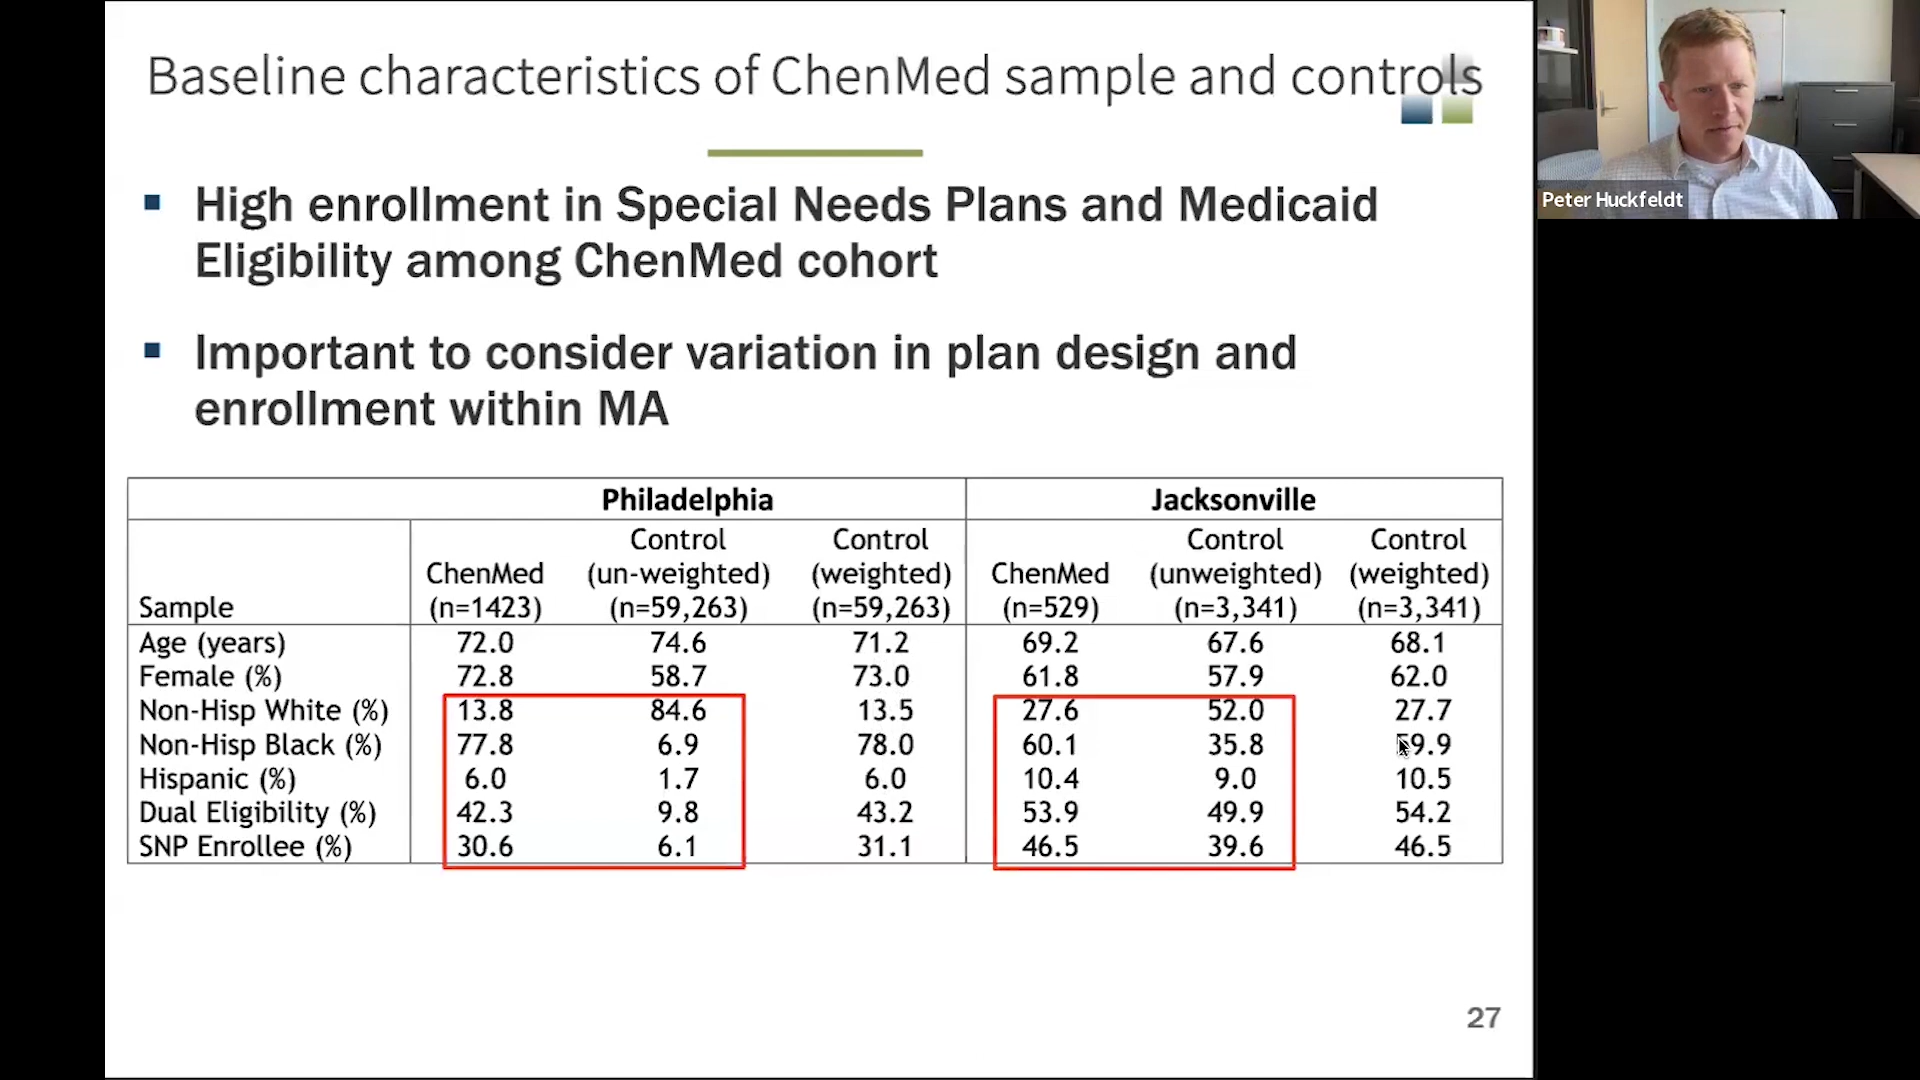 Baseline characteristics of ChenMed sample and controls
▪ High enrollment in Special Needs Plans and Medicaid
Eligibility among ChenMed cohort
▪ Important to consider variation in plan design and
enrollment within MA
Philadelphia Jacksonville
Control Control Control Control
ChenMed (un-weighted) (weighted) ChenMed (unweighted) (weighted)
Sample (n=1423) (n=59,263) (n=59,263) (n=529) (n=3,341) (n=3,341)
Age (years) 72.0 74.6 71.2 69.2 67.6 68.1
Female (%) 72.8 58.7 73.0 61.8 57.9 62.0
Non-Hisp White (%) 13.8 84.6 13.5 27.6 52.0 27.7
Non-Hisp Black (%) 77.8 6.9 78.0 60.1 35.8 59.9
Hispanic (%) 6.0 1.7 6.0 10.4 9.0 10.5
Dual Eligibility (%) 42.3 9.8 43.2 53.9 49.9 54.2
SNP Enrollee (%) 30.6 6.1 31.1 46.5 39.6 46.5
27
Peter Huckfeldt